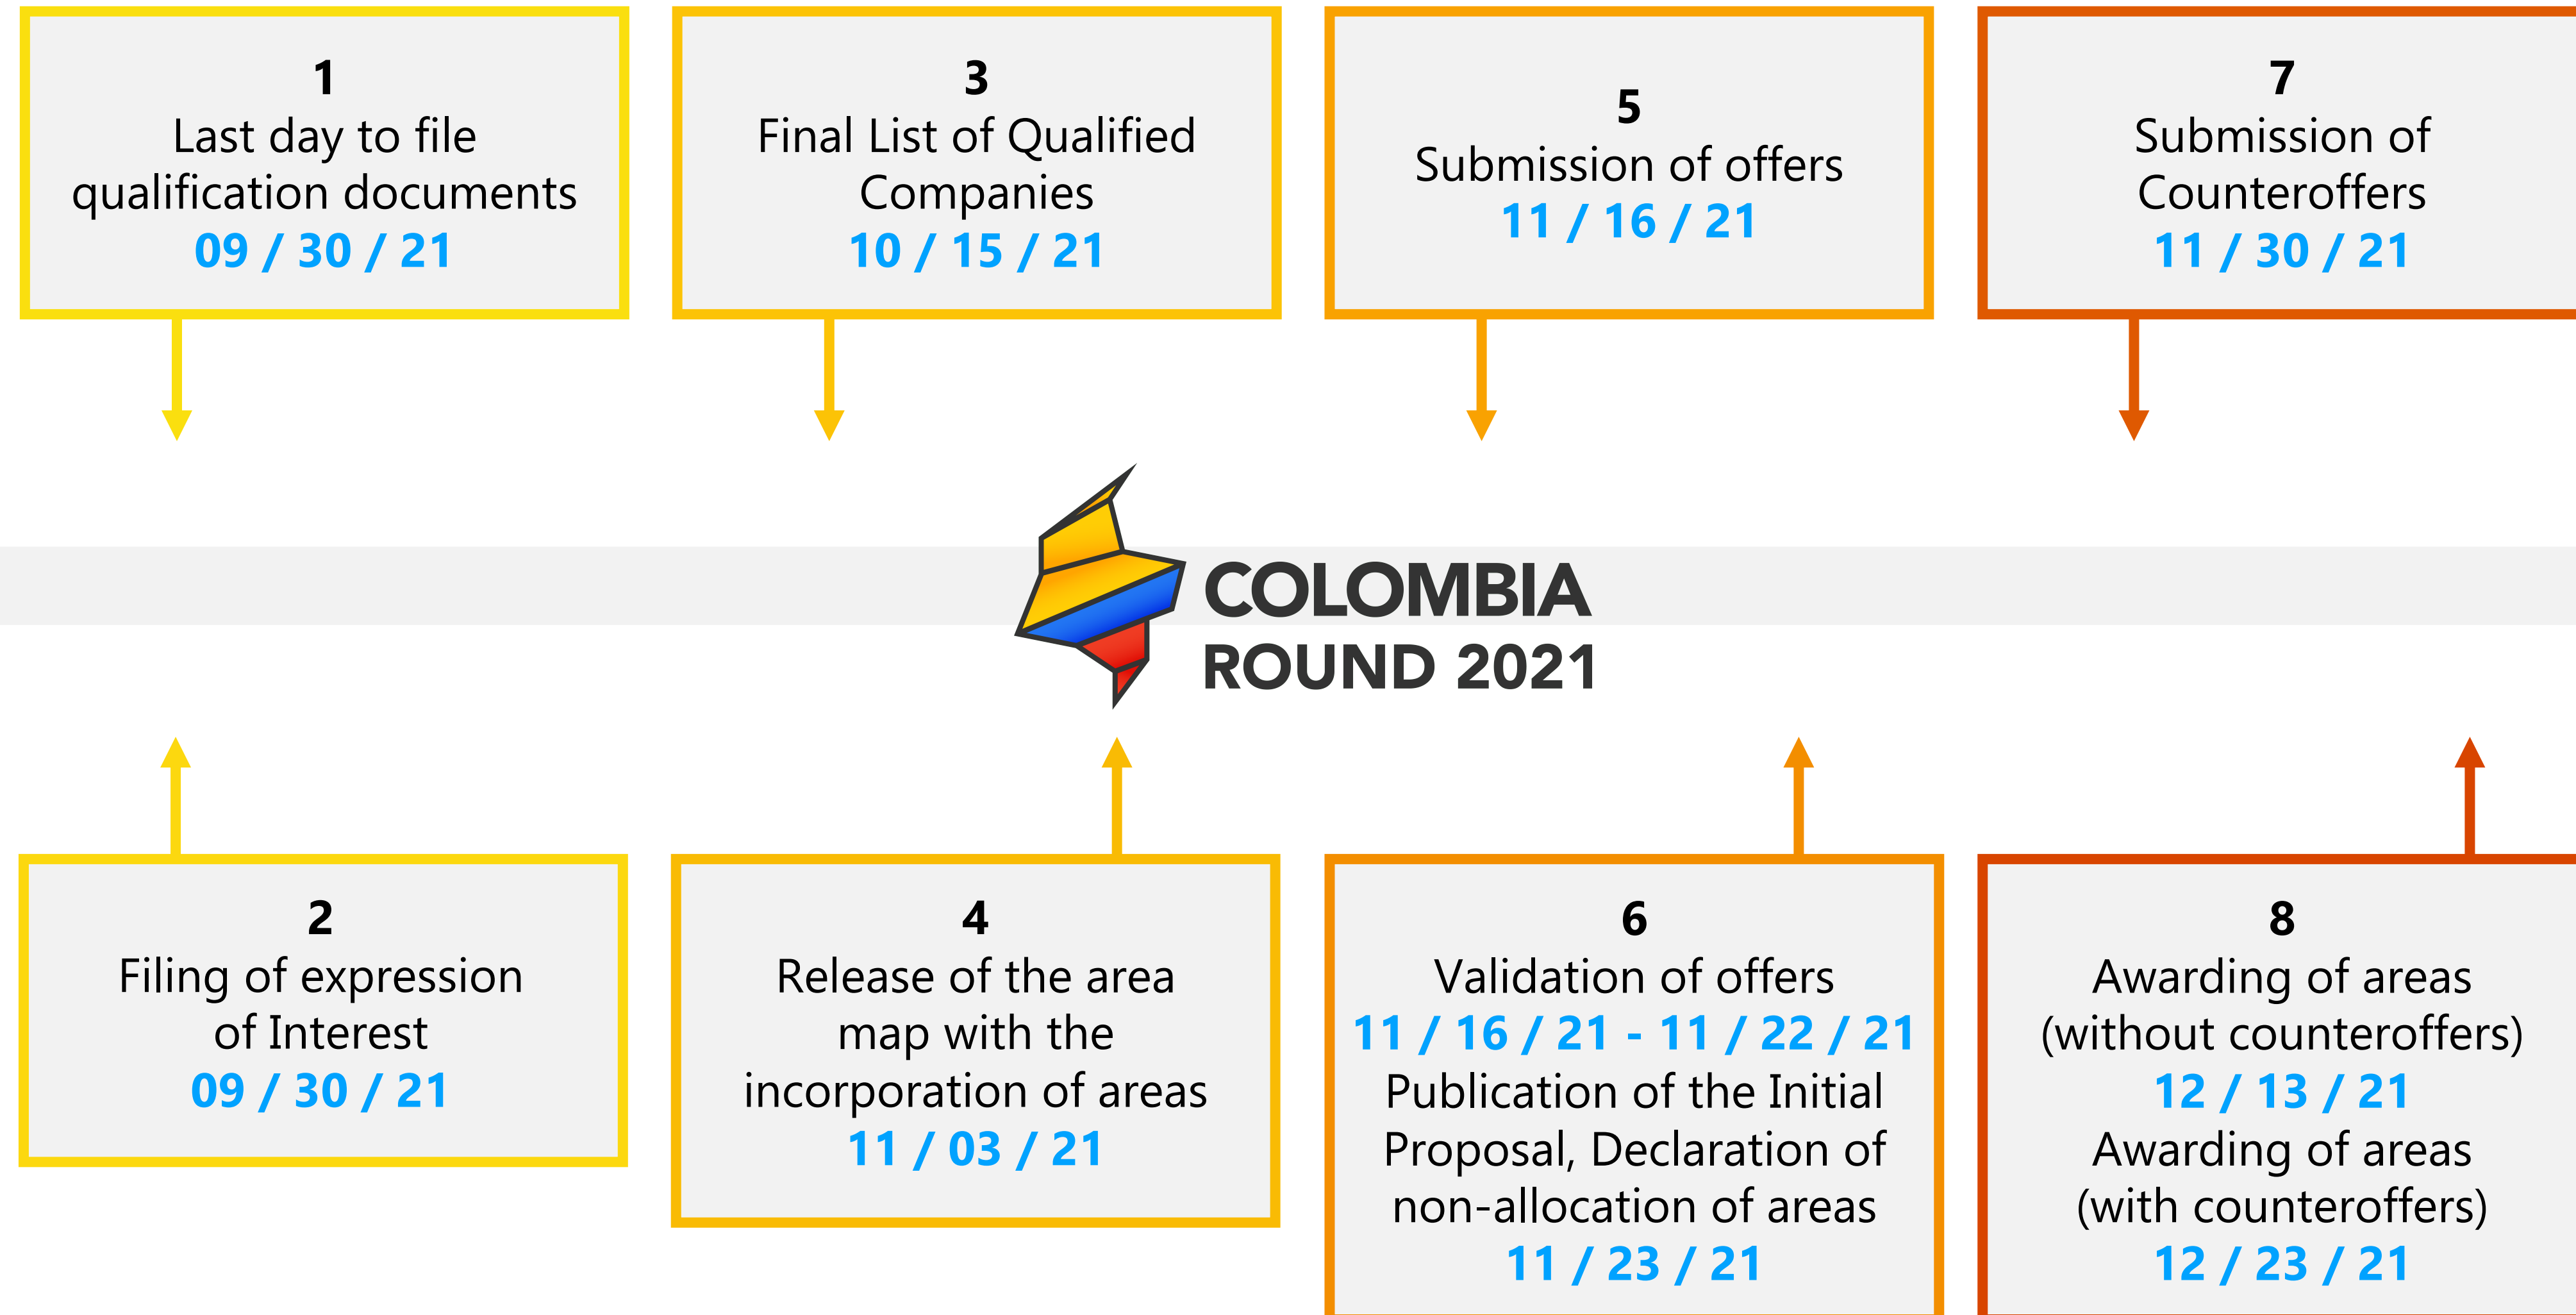 1
Last day to file
qualification documents
09 / 30 / 21
3
Final List of Qualified
Companies
10 / 15 / 21
5
Submission of offers
11 / 16 / 21
7
Submission of
Counteroffers
11 / 30 / 21
COLOMBIA
ROUND 2021
2
Filing of expression
of Interest
09 / 30 / 21
4
Release of the area
map with the
incorporation of areas
11 / 03 / 21
6
Validation of offers
11 / 16 / 21 - 11 / 22 / 21
Publication of the Initial
Proposal, Declaration of
non-allocation of areas
11 / 23 / 21
8
Awarding of areas
(without counteroffers)
12 / 13 / 21
Awarding of areas
(with counteroffers)
12 / 23 / 21